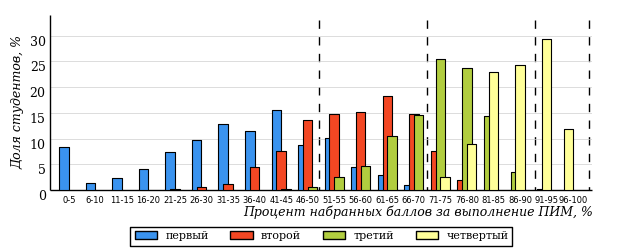 Доля студентов, %
30
25
20
15
10
5
0
0-5 6-10 11-15 16-20 21-25 26-30 31-35 36-40 41-45 46-50 51-55 56-60 61-65 66-70 71-75 76-80 81-85 86-90 91-95 96-100
Процент набранных баллов за выполнение ПИМ, %
первый второй третий четвертый